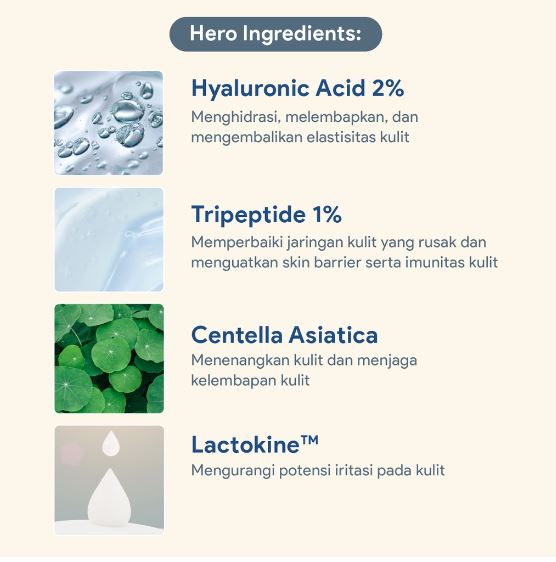 Hero Ingredients:
Hyaluronic Acid 2%
Menghidrasi, melembapkan, dan
mengembalikan elastisitas kulit
Tripeptide 1%
Memperbaiki jaringan kulit yang rusak dan
menguatkan skin barrier serta imunitas kulit
Centella Asiatica
Menenangkan kulit dan menjaga
kelembapan kulit
Lactokine™
Mengurangi potensi iritasi pada kulit